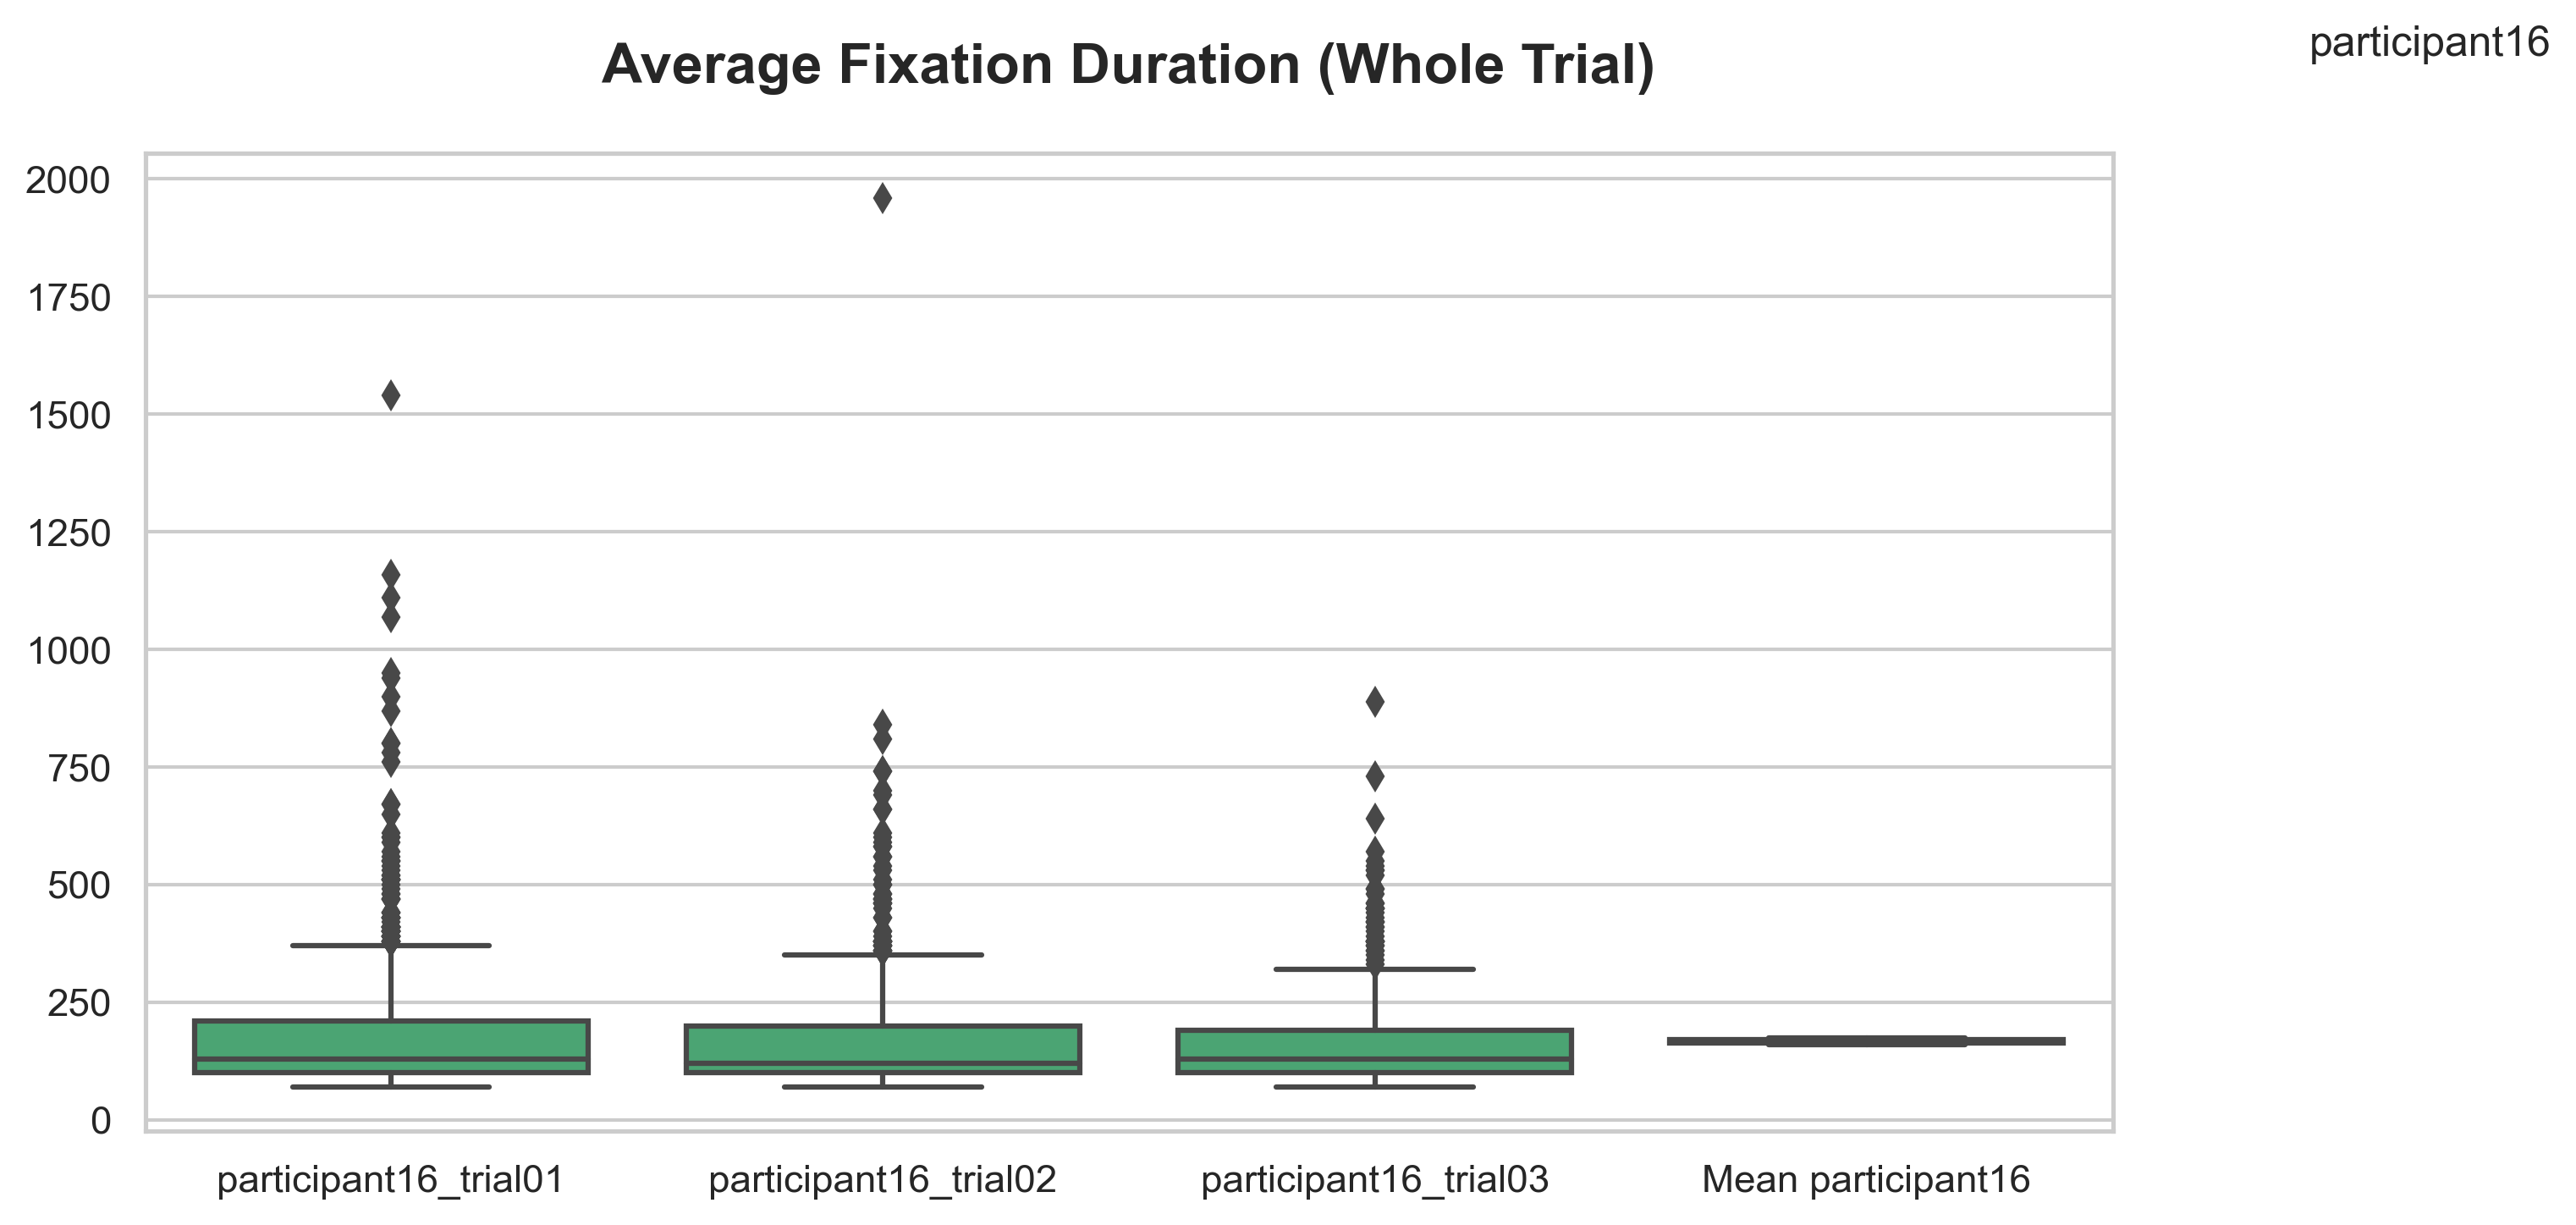 participant16
Average Fixation Duration (Whole Trial)
2000
1750
1500
1250
1000
750
500
250
0
participant16_trial01
participant16_trial02
participant16_trial03
Mean participant16